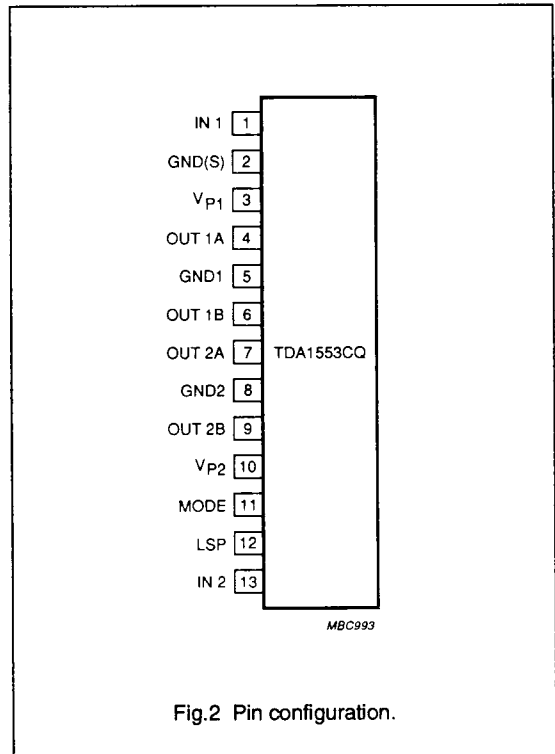 IN 1 1
GND(S) 2
VP1 3
OUT 1A 4
GND1 5
OUT 1B 6
OUT 2A 7 TDA1553CQ
GND2 8
OUT 2B 9
VP2 10
MODE 11
LSP 12
IN 2 13
MBC993
Fig.2 Pin configuration.